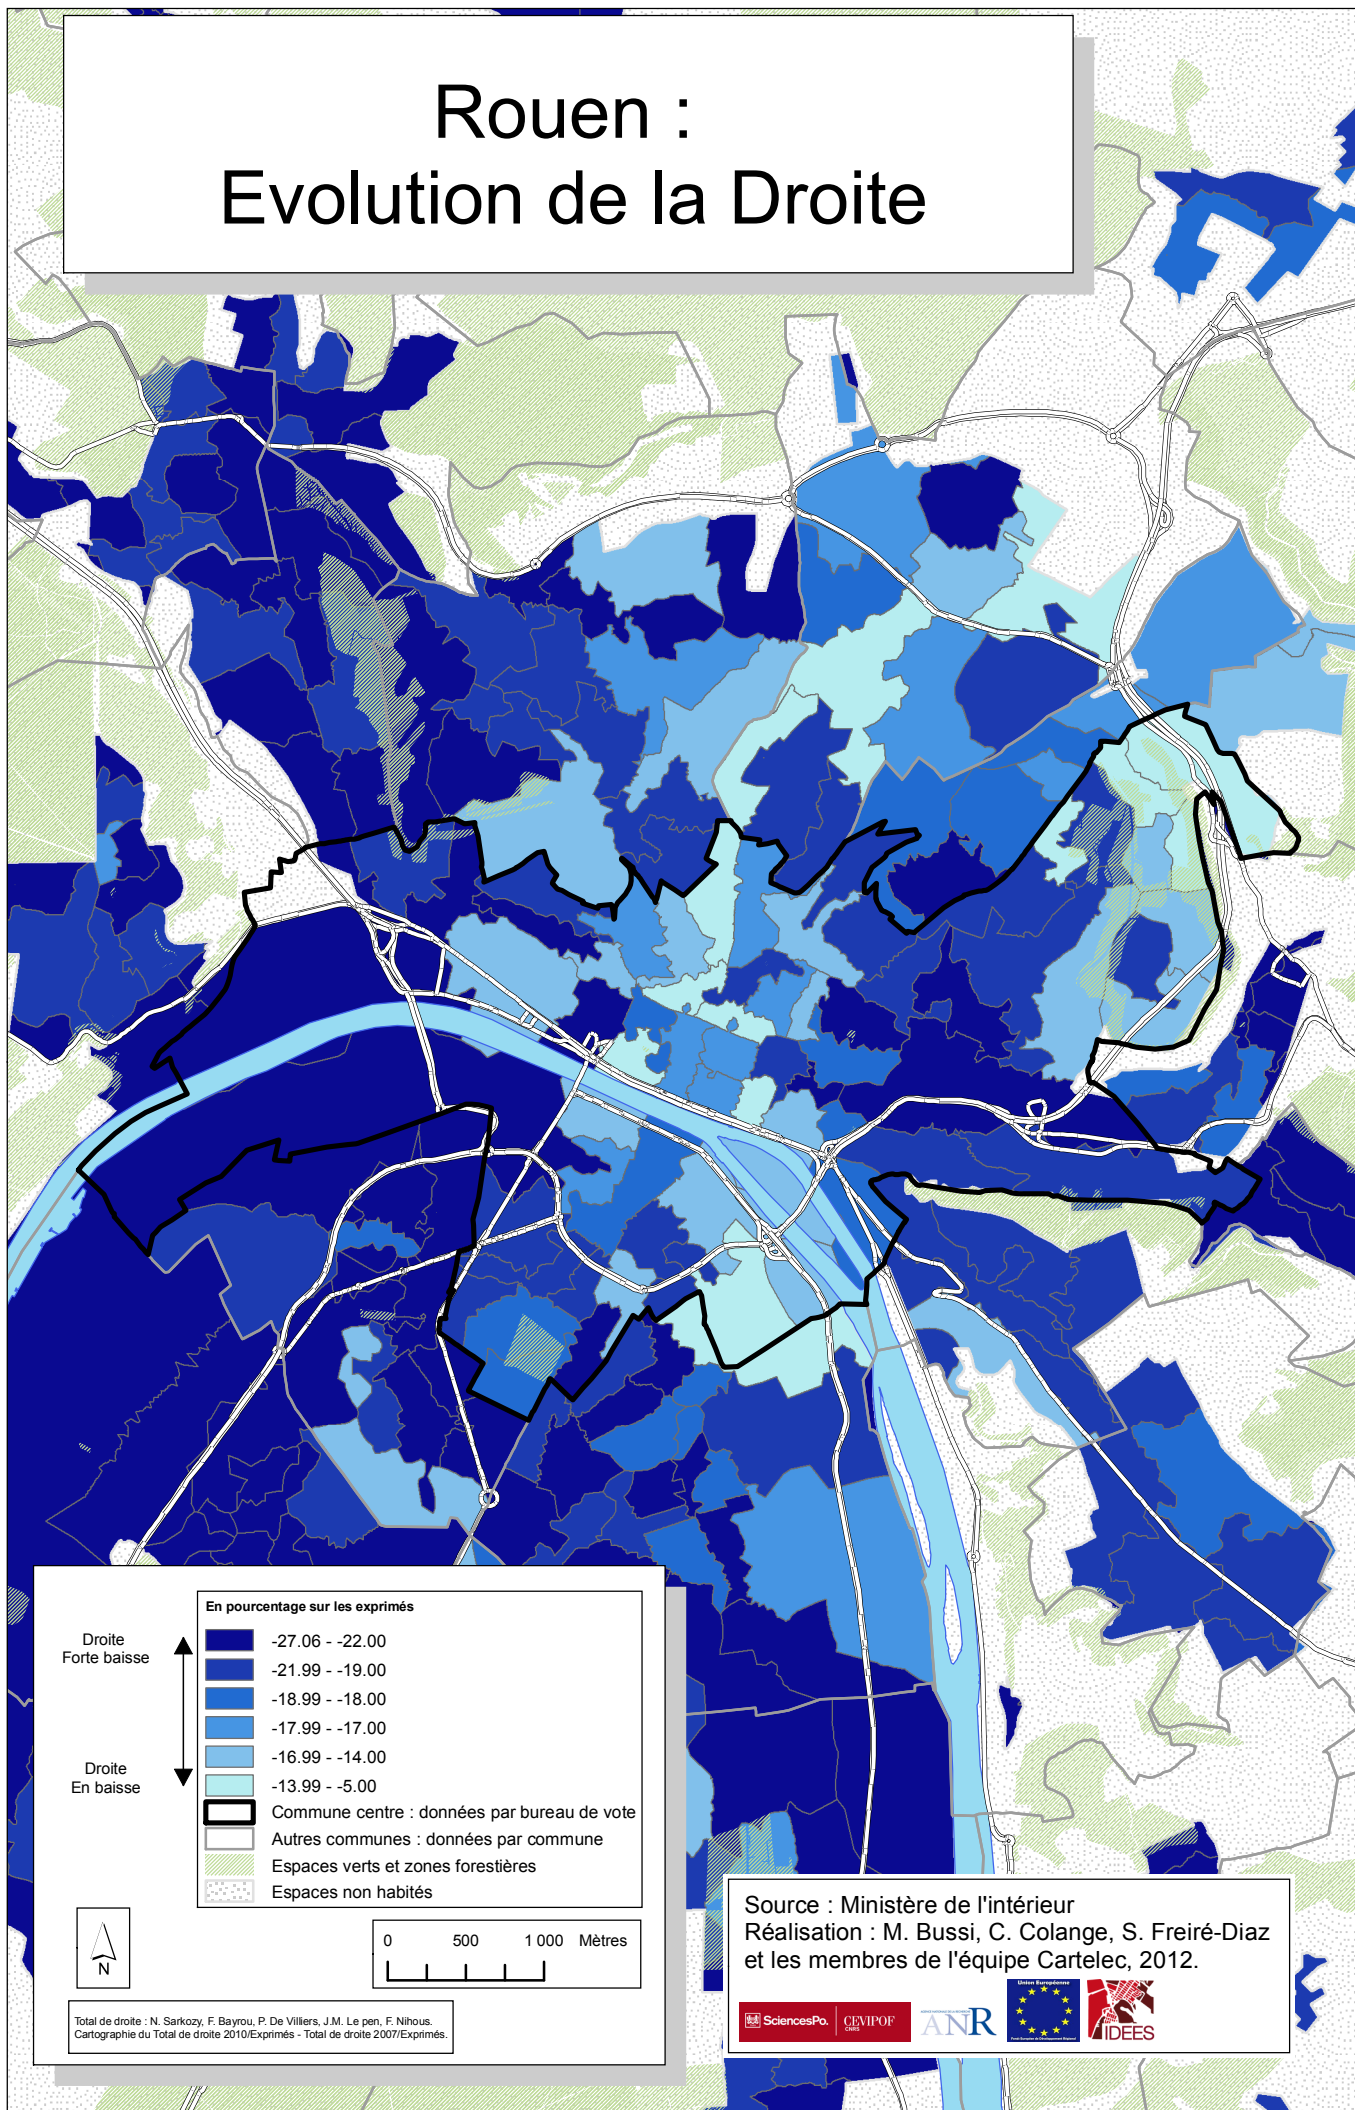 Rouen :
Evolution de la Droite
En pourcentage sur les exprimés
Droite
Forte baisse
Droite
En baisse
-27.06 - -22.00
-21.99 - -19.00
-18.99 - -18.00
-17.99 - -17.00
-16.99 - -14.00
-13.99 - -5.00
Commune centre : données par bureau de vote
Autres communes : données par commune
Espaces verts et zones forestières
Espaces non habités
N
0 500 1 000 Mètres
Total de droite : N. Sarkozy, F. Bayrou, P. De Villiers, J.M. Le pen, F. Nihous.
Cartographie du Total de droite 2010/Exprimés - Total de droite 2007/Exprimés.
Source : Ministère de l'intérieur
Réalisation : M. Bussi, C. Colange, S. Freiré-Diaz
et les membres de l'équipe Cartelec, 2012.
SciencesPo. CEVIPOF
CNRS
ANR
Union Européenne
IDEES